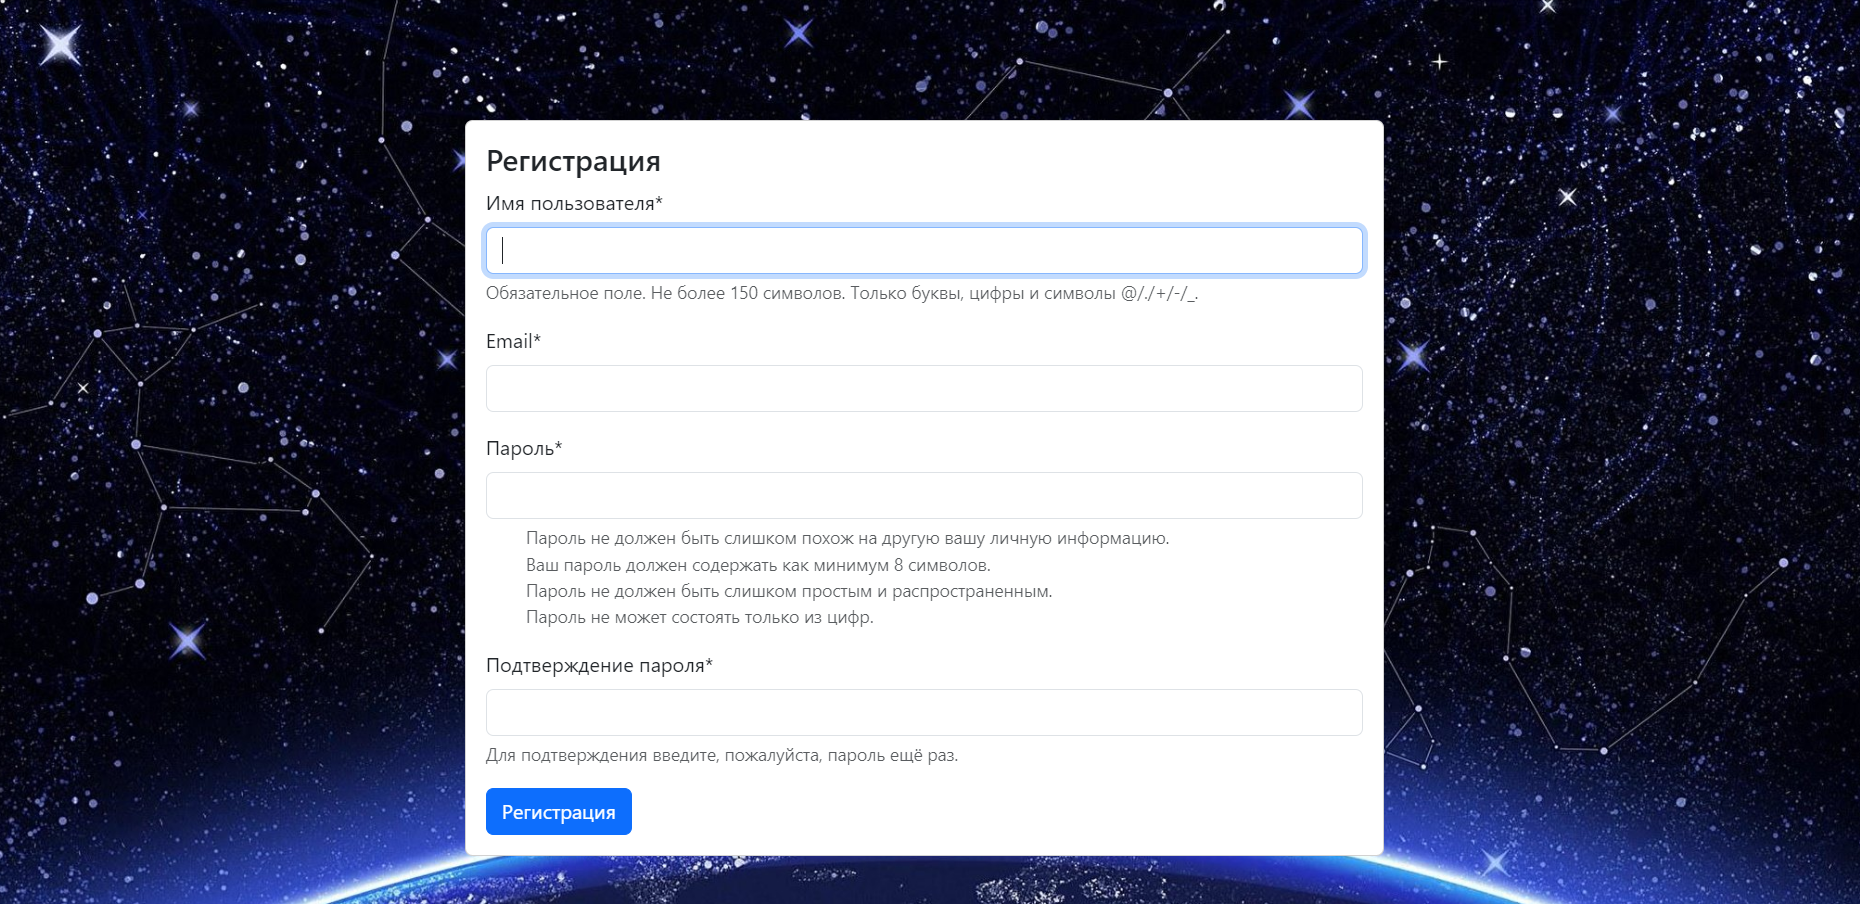 Регистрация
Имя пользователя*
Обязательное поле. Не более 150 символов. Только буквы, цифры и символы @/./+/-/_.
Email*
Пароль*
Пароль не должен быть слишком похож на другую вашу личную информацию.
Ваш пароль должен содержать как минимум 8 символов.
Пароль не должен быть слишком простым и распространенным.
Пароль не может состоять только из цифр.
Подтверждение пароля*
Для подтверждения введите, пожалуйста, пароль ещё раз.
Регистрация